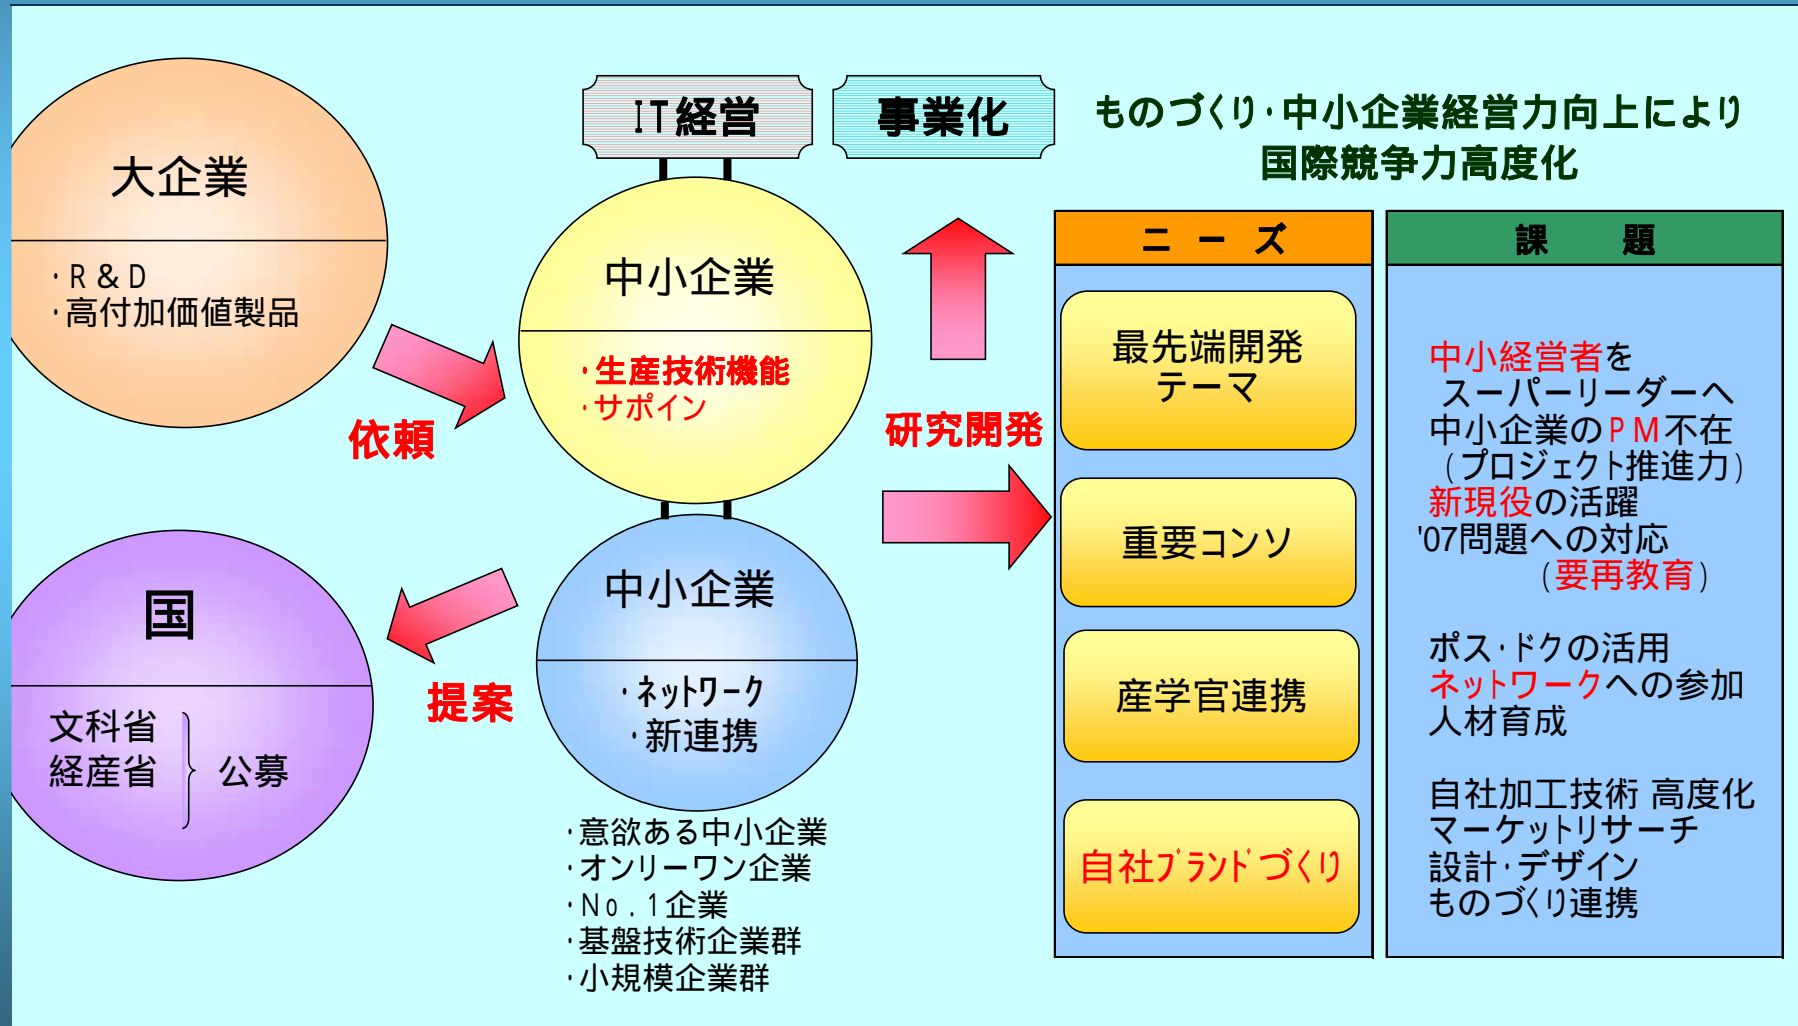 IT経営
事業化
ものづくり・中小企業経営力向上により
国際競争力高度化
大企業
・R&D
・高付加価値製品
依頼
中小企業
・生産技術機能
・サポイン
研究開発
国
文科省
経産省
公募
提案
中小企業
・ネットワーク
・新連携
・意欲ある中小企業
・オンリーワン企業
・No.1企業
・基盤技術企業群
・小規模企業群
ニーズ
最先端開発
テーマ
重要コンソ
産学官連携
自社ブランドづくり
課 題
中小経営者を
スーパーリーダーへ
中小企業のPM不在
(プロジェクト推進力)
新現役の活躍
'07問題への対応
(要再教育)
ポス・ドクの活用
ネットワークへの参加
人材育成
自社加工技術 高度化
マーケットリサーチ
設計・デザイン
ものづくり連携